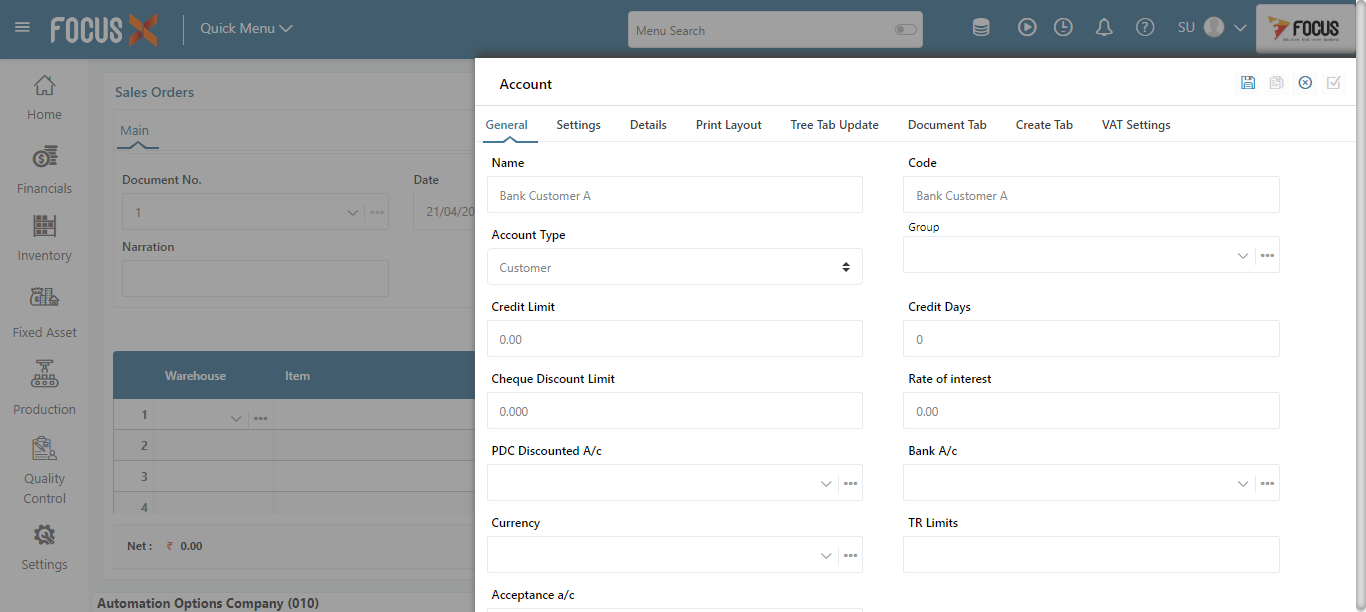 FOCUS X
Quick Menu
Menu Search
SU
FOCUS
Home
Financials
Inventory
Fixed Asset
Production
Quality
Control
Settings
Sales Orders
Main
Document No.
Date
1
21/04/20
Narration
Warehouse
Item
1
2
3
4
Net : ₹ 0.00
Automation Options Company (010)
Account
General
Settings
Details
Print Layout
Tree Tab Update
Document Tab
Create Tab
VAT Settings
Name
Code
Bank Customer A
Bank Customer A
Account Type
Group
Customer
Credit Limit
Credit Days
0.00
0
Cheque Discount Limit
Rate of interest
0.000
0.00
PDC Discounted A/c
Bank A/c
Currency
TR Limits
Acceptance a/c